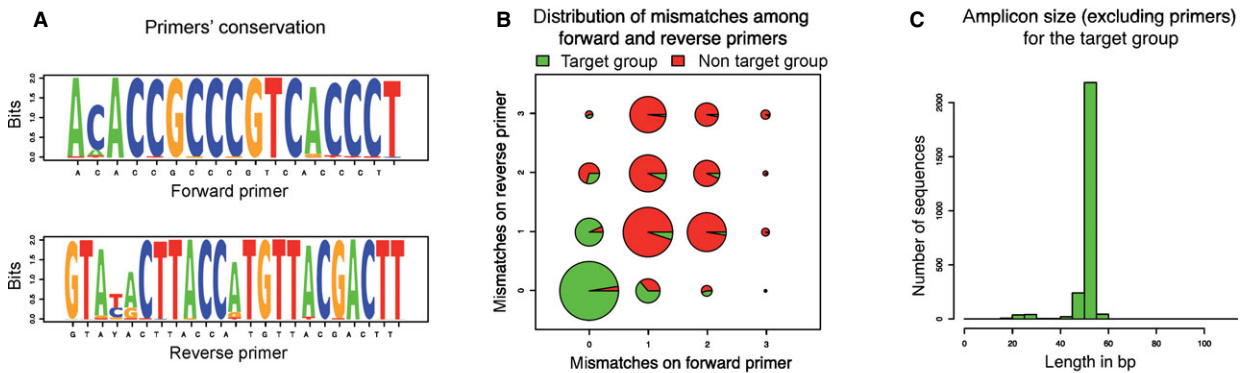 A
Primers' conservation
Bits
2.0
1.5
1.0
0.5
0.0
ACACCGCCCGTCACCCT
A C A C C G C C C G T C A C C C T
Forward primer
Bits
2.0
1.5
1.0
0.5
0.0
GTATACTTACCATGTTACGACTT
G T A Y A C T T A C C A T G T T A C G A C T T
Reverse primer
B
Distribution of mismatches among
forward and reverse primers
Target group
Non target group
Mismatches on reverse primer
3
2
1
0
0 1 2 3
Mismatches on forward primer
C
Amplicon size (excluding primers)
for the target group
Number of sequences
2000
1500
1000
500
0
0 20 40 60 80 100
Length in bp